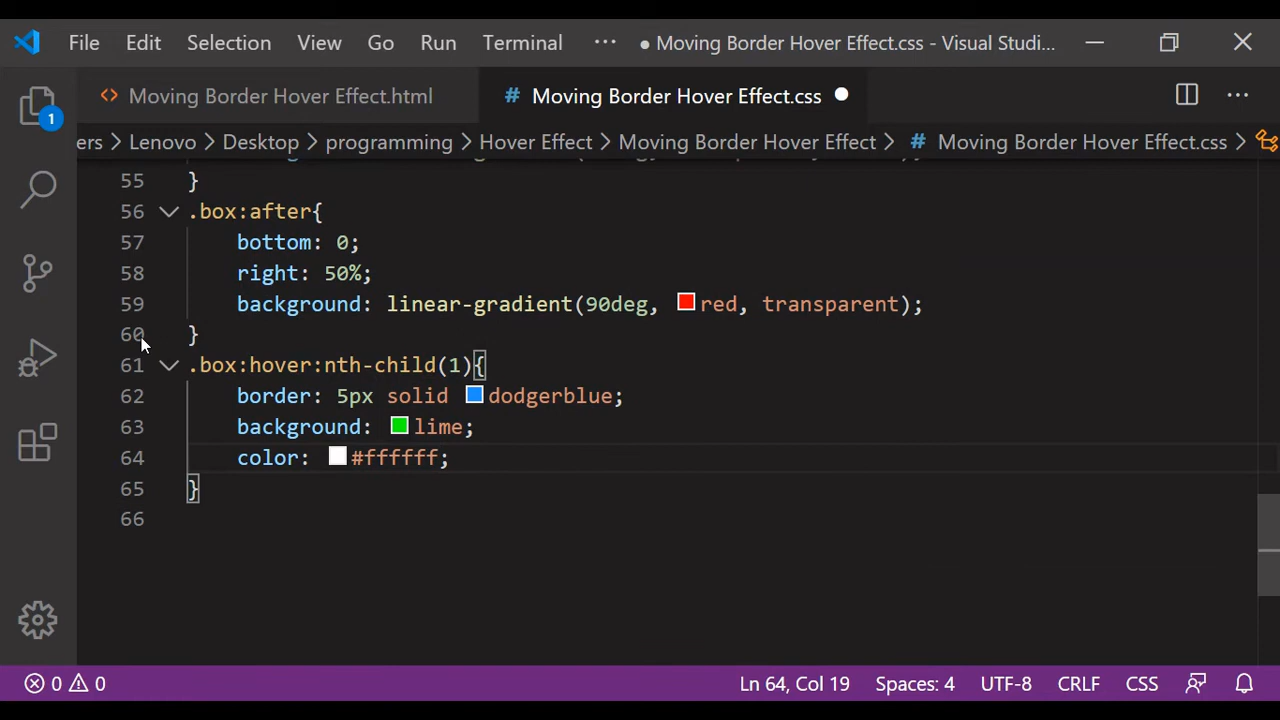 File Edit Selection View Go Run Terminal ··· ● Moving Border Hover Effect.css - Visual Studi...
Moving Border Hover Effect.html # Moving Border Hover Effect.css
ers > Lenovo > Desktop > programming > Hover Effect > Moving Border Hover Effect > # Moving Border Hover Effect.css >
1
55 }
56 .box:after{
57 bottom: 0;
58 right: 50%;
59 background: linear-gradient(90deg, red, transparent);
60 }
61 .box:hover:nth-child(1){
62 border: 5px solid dodgerblue;
63 background: lime;
64 color: #ffffff;
65 }
66
0 0 Ln 64, Col 19 Spaces: 4 UTF-8 CRLF CSS